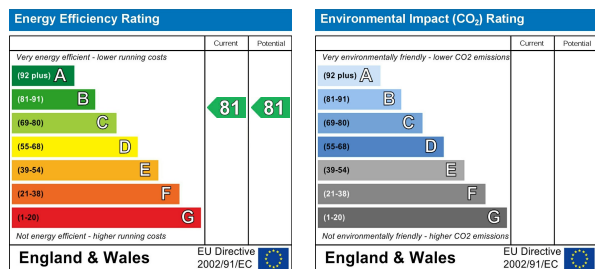 Energy Efficiency Rating
Current Potential
Very energy efficient - lower running costs
(92 plus) A
(81-91) B
81 81
(69-80) C
(55-68) D
(39-54) E
(21-38) F
(1-20) G
Not energy efficient - higher running costs
England & Wales
EU Directive
2002/91/EC
Environmental Impact (CO₂) Rating
Current Potential
Very environmentally friendly - lower CO2 emissions
(92 plus) A
(81-91) B
(69-80) C
(55-68) D
(39-54) E
(21-38) F
(1-20) G
Not environmentally friendly - higher CO2 emissions
England & Wales
EU Directive
2002/91/EC